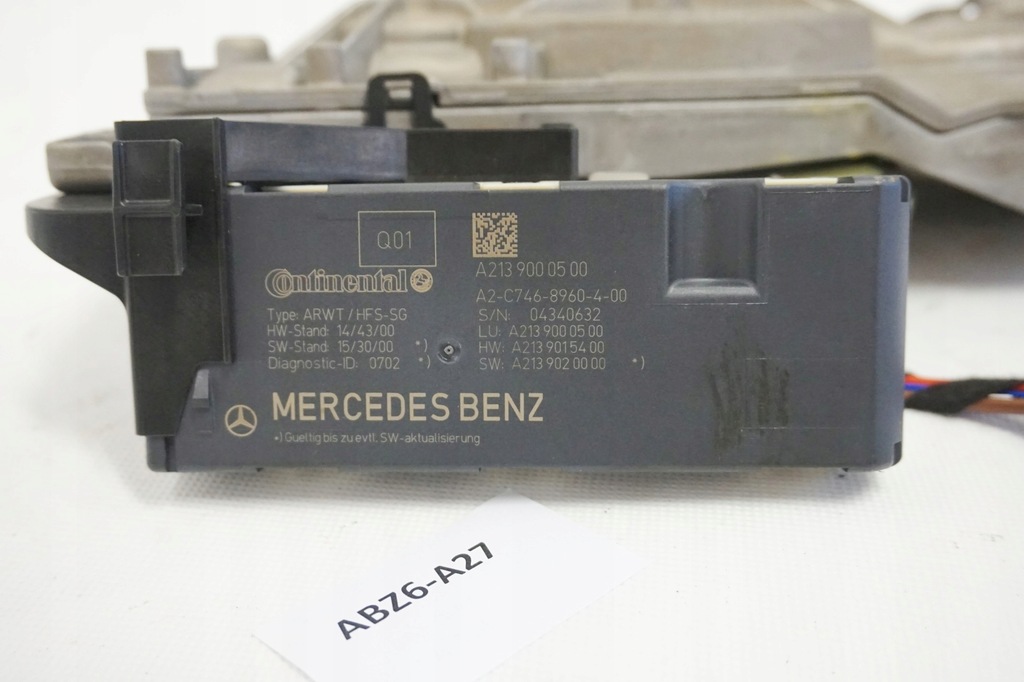 Q01
Continental
Type: ARWT / HFS-SG
HW-Stand: 14/43/00
SW-Stand: 15/30/00 *)
Diagnostic-ID: 0702 *)
A213 900 05 00
A2-C746-8960-4-00
S/N: 04340632
LU: A213 900 05 00
HW: A213 901 54 00
SW: A213 902 00 00 *)
MERCEDES BENZ
*) Gueltig bis zu evtl. SW-aktualisierung
ABZ6-A27